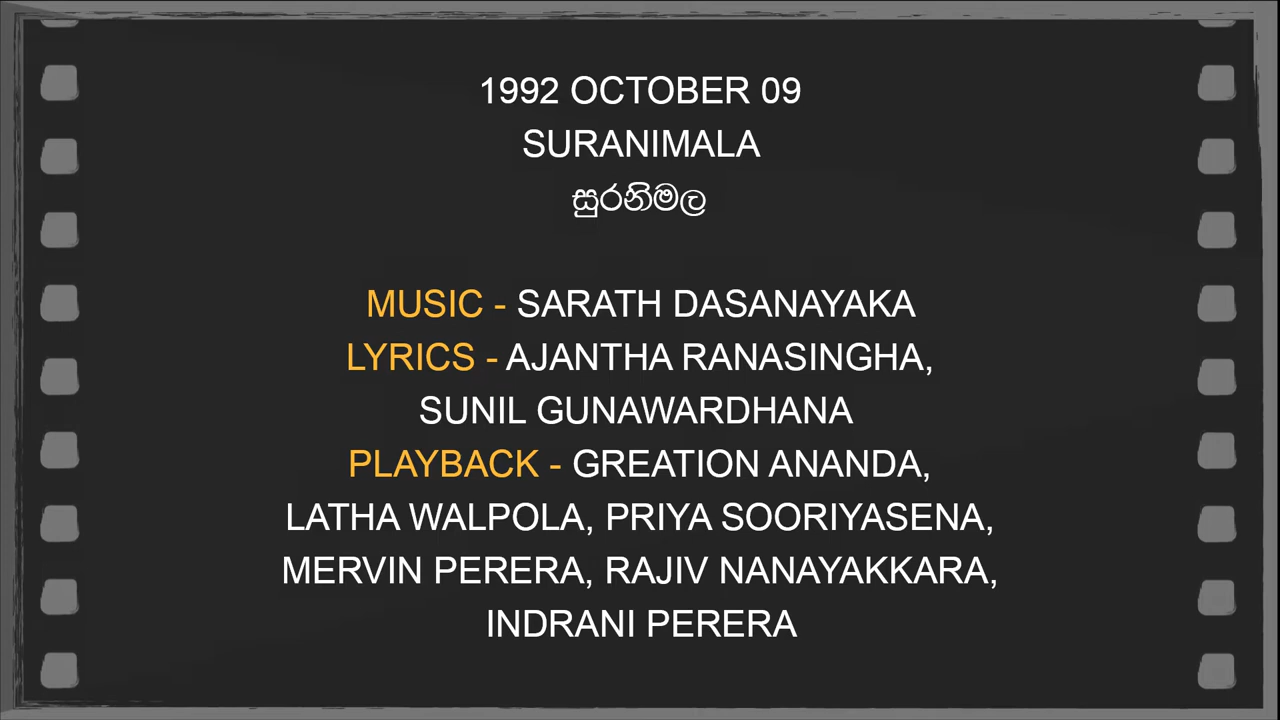 1992 OCTOBER 09
SURANIMALA
සුරනිමල
MUSIC - SARATH DASANAYAKA
LYRICS - AJANTHA RANASINGHA,
SUNIL GUNAWARDHANA
PLAYBACK - GREATION ANANDA,
LATHA WALPOLA, PRIYA SOORIYASENA,
MERVIN PERERA, RAJIV NANAYAKKARA,
INDRANI PERERA